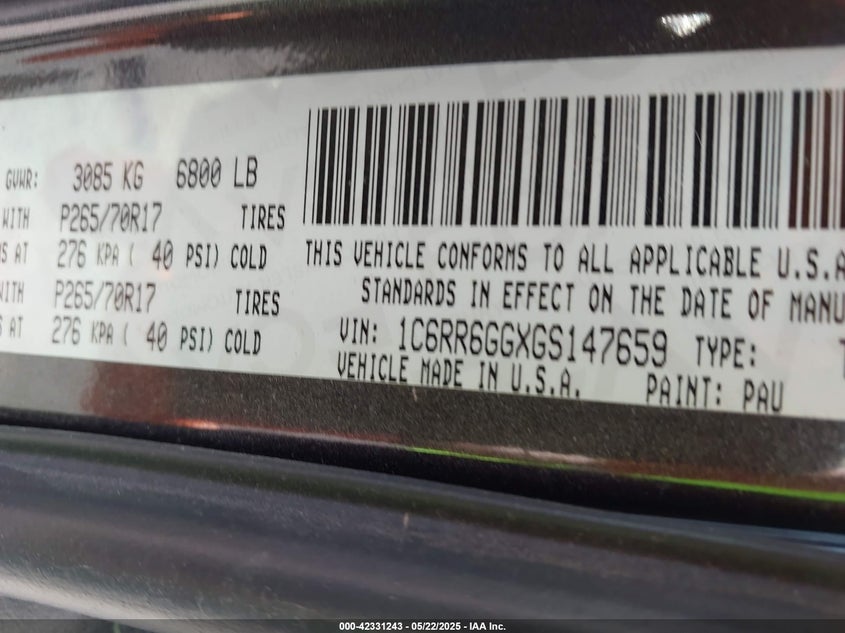 GVWR: 3085 KG 6800 LB
WITH P265/70R17 TIRES
AT 276 KPA ( 40 PSI) COLD
WITH P265/70R17 TIRES
AT 276 KPA ( 40 PSI) COLD
THIS VEHICLE CONFORMS TO ALL APPLICABLE U.S.A
STANDARDS IN EFFECT ON THE DATE OF MANU
VIN: 1C6RR6GGXGS147659 TYPE: T
VEHICLE MADE IN U.S.A. PAINT: PAU
000-42331243 - 05/22/2025 - IAA Inc.